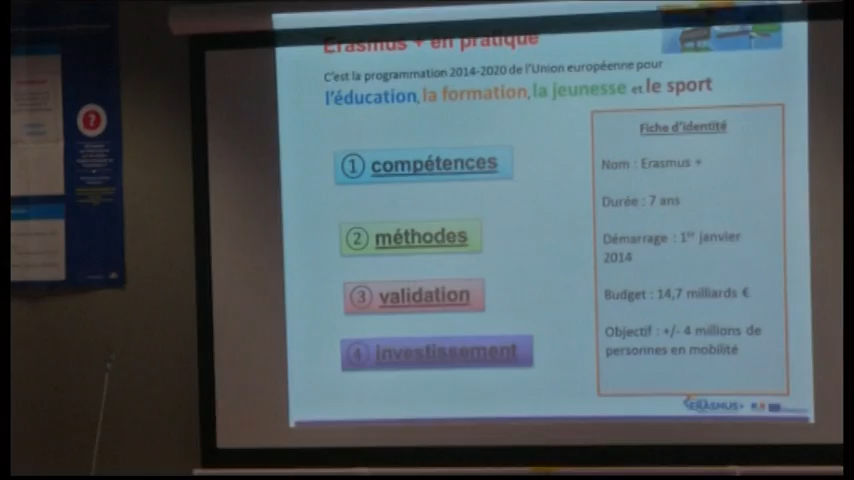 Erasmus + en pratique
C'est la programmation 2014-2020 de l'Union européenne pour
l'éducation, la formation, la jeunesse et le sport
① compétences
② méthodes
③ validation
④ investissement
Fiche d'identité
Nom : Erasmus +
Durée : 7 ans
Démarrage : 1er janvier
2014
Budget : 14,7 milliards €
Objectif : +/- 4 millions de
personnes en mobilité
ERASMUS+
?